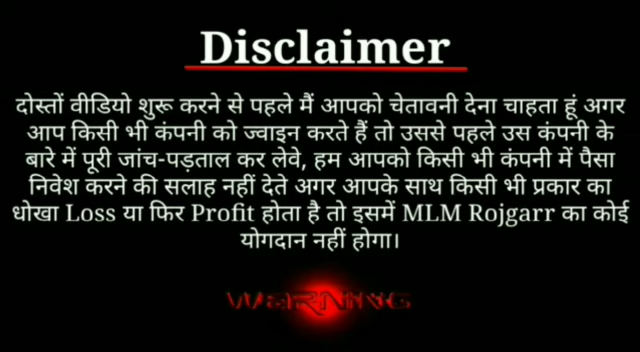 Disclaimer
दोस्तों वीडियो शुरू करने से पहले मैं आपको चेतावनी देना चाहता हूं अगर
आप किसी भी कंपनी को ज्वाइन करते हैं तो उससे पहले उस कंपनी के
बारे में पूरी जांच-पड़ताल कर लेवे, हम आपको किसी भी कंपनी में पैसा
निवेश करने की सलाह नहीं देते अगर आपके साथ किसी भी प्रकार का
धोखा Loss या फिर Profit होता है तो इसमें MLM Rojgarr का कोई
योगदान नहीं होगा।
WARNING